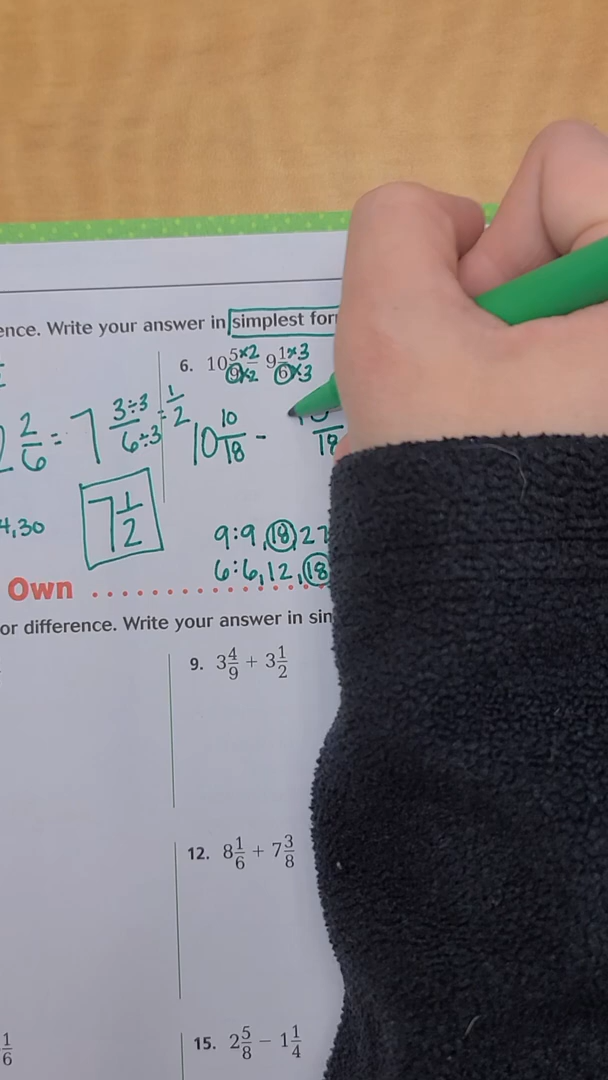 ence. Write your answer in simplest for
6. 10 5×2/9×2 - 9 1×3/6×3
2/6 = 7 3÷3/6÷3 = 1/2
10 10/18 -
/18
7 1/2
4,30
9:9, 18, 27
6:6, 12, 18
Own
or difference. Write your answer in sin
9. 3 4/9 + 3 1/2
12. 8 1/6 + 7 3/8
1/6
15. 2 5/8 − 1 1/4